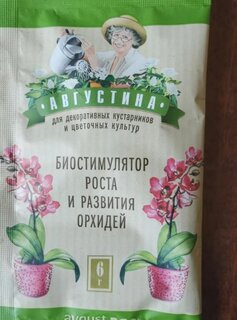 АВГУСТИНА
для декоративных кустарников
и цветочных культур
БИОСТИМУЛЯТОР
РОСТА
И РАЗВИТИЯ
ОРХИДЕЙ
6
г
avgust